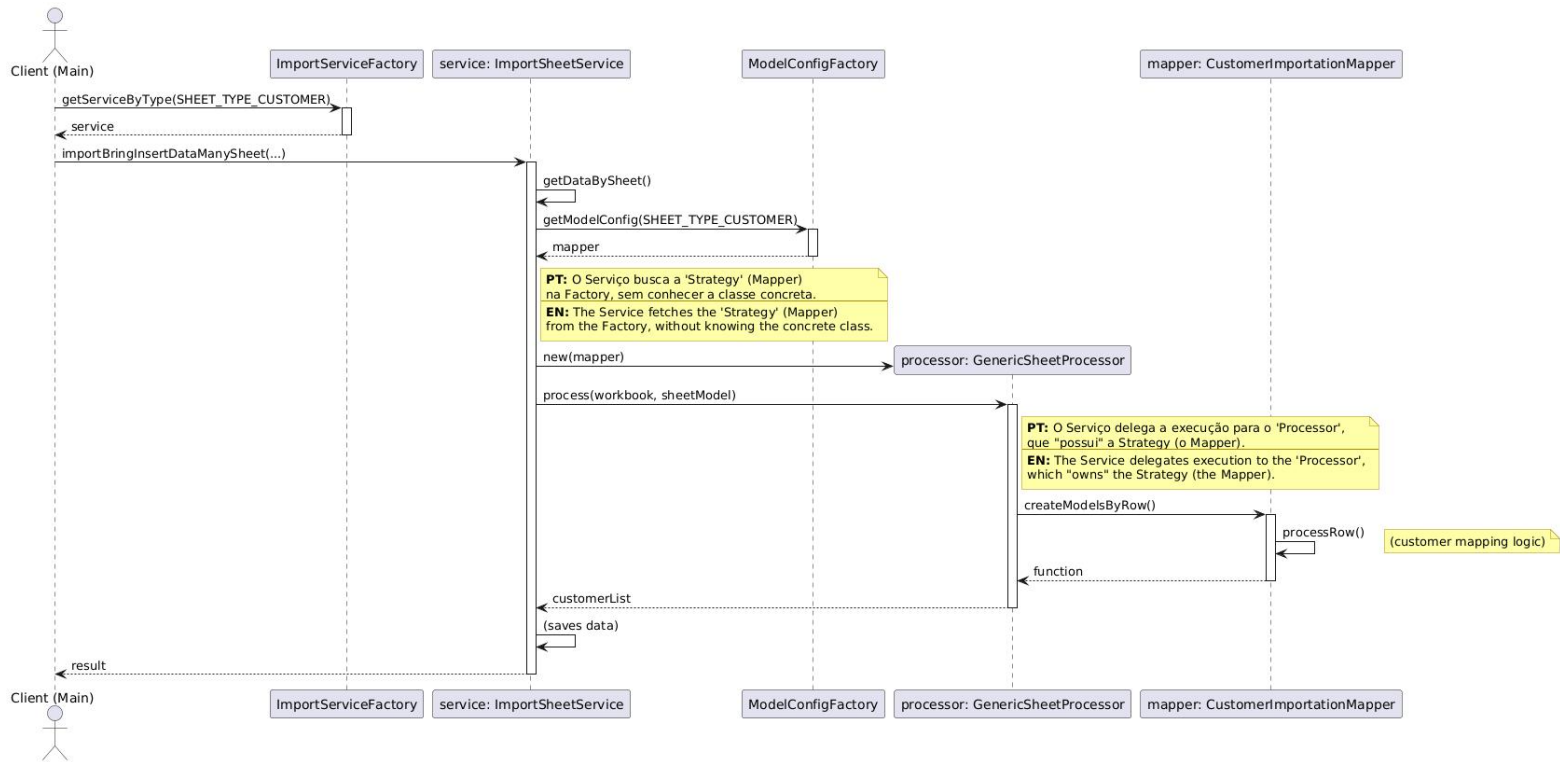 Client (Main)
ImportServiceFactory
service: ImportSheetService
ModelConfigFactory
mapper: CustomerImportationMapper
getServiceByType(SHEET_TYPE_CUSTOMER)
service
importBringInsertDataManySheet(...)
getDataBySheet()
getModelConfig(SHEET_TYPE_CUSTOMER)
mapper
PT: O Serviço busca a 'Strategy' (Mapper)
na Factory, sem conhecer a classe concreta.
EN: The Service fetches the 'Strategy' (Mapper)
from the Factory, without knowing the concrete class.
new(mapper)
processor: GenericSheetProcessor
process(workbook, sheetModel)
PT: O Serviço delega a execução para o 'Processor',
que "possui" a Strategy (o Mapper).
EN: The Service delegates execution to the 'Processor',
which "owns" the Strategy (the Mapper).
createModelsByRow()
processRow()
(customer mapping logic)
function
customerList
(saves data)
result
Client (Main)
ImportServiceFactory
service: ImportSheetService
ModelConfigFactory
processor: GenericSheetProcessor
mapper: CustomerImportationMapper